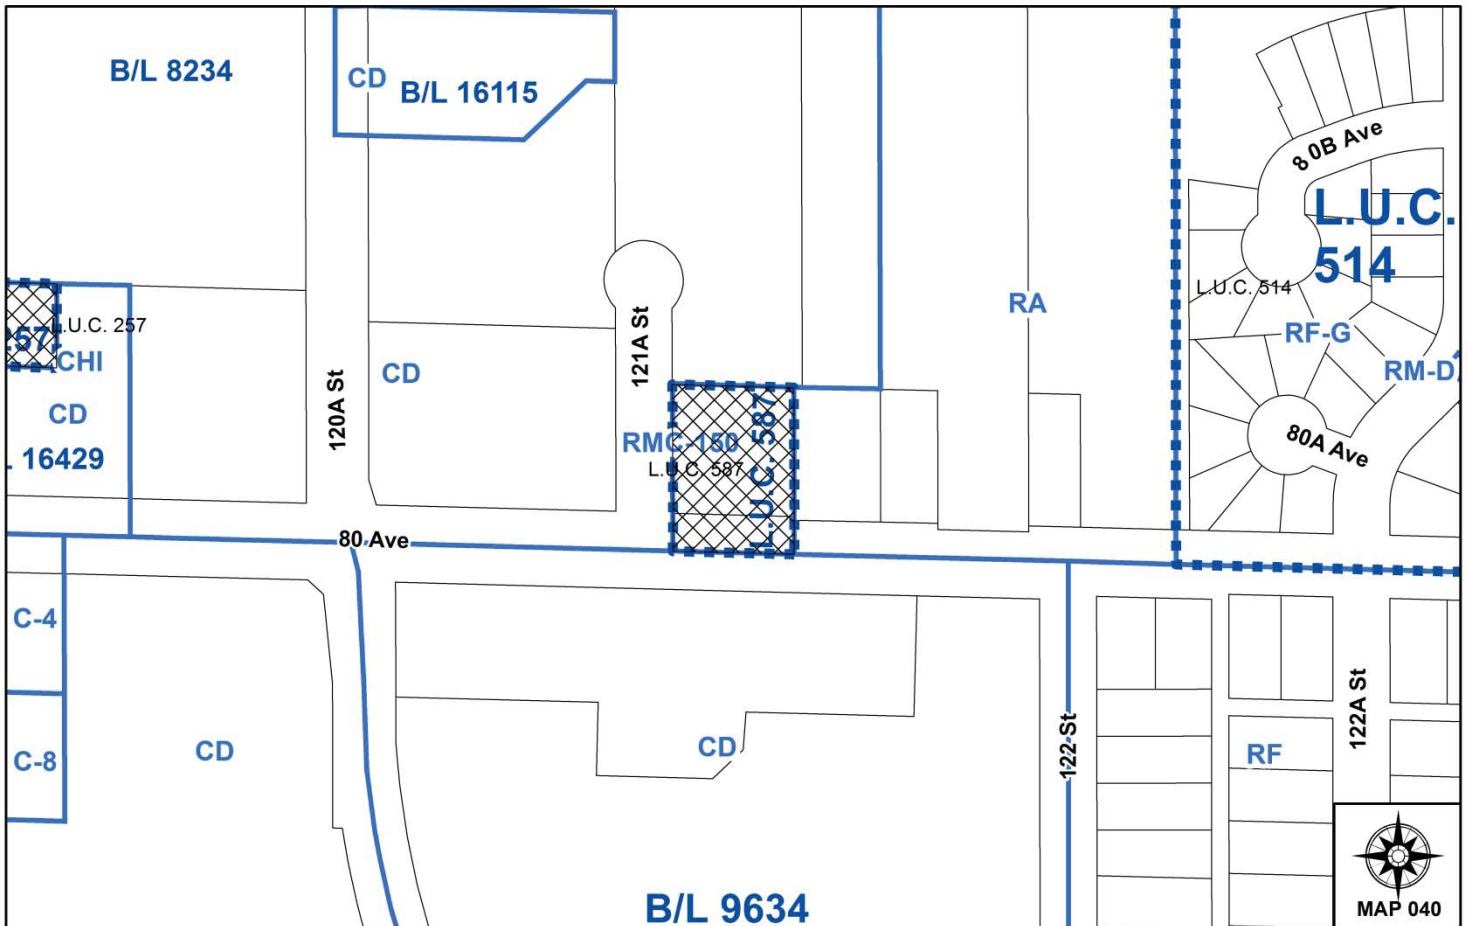 B/L 8234
CD
B/L 16115
80B Ave
L.U.C.
514
L.U.C. 514
RA
RF-G
RM-D
L.U.C. 257
257
CHI
CD
16429
120A St
CD
121A St
RMC-150
L.U.C. 587
L.U.C. 587
80A Ave
80 Ave
C-4
C-8
CD
CD
122 St
RF
122A St
B/L 9634
MAP 040